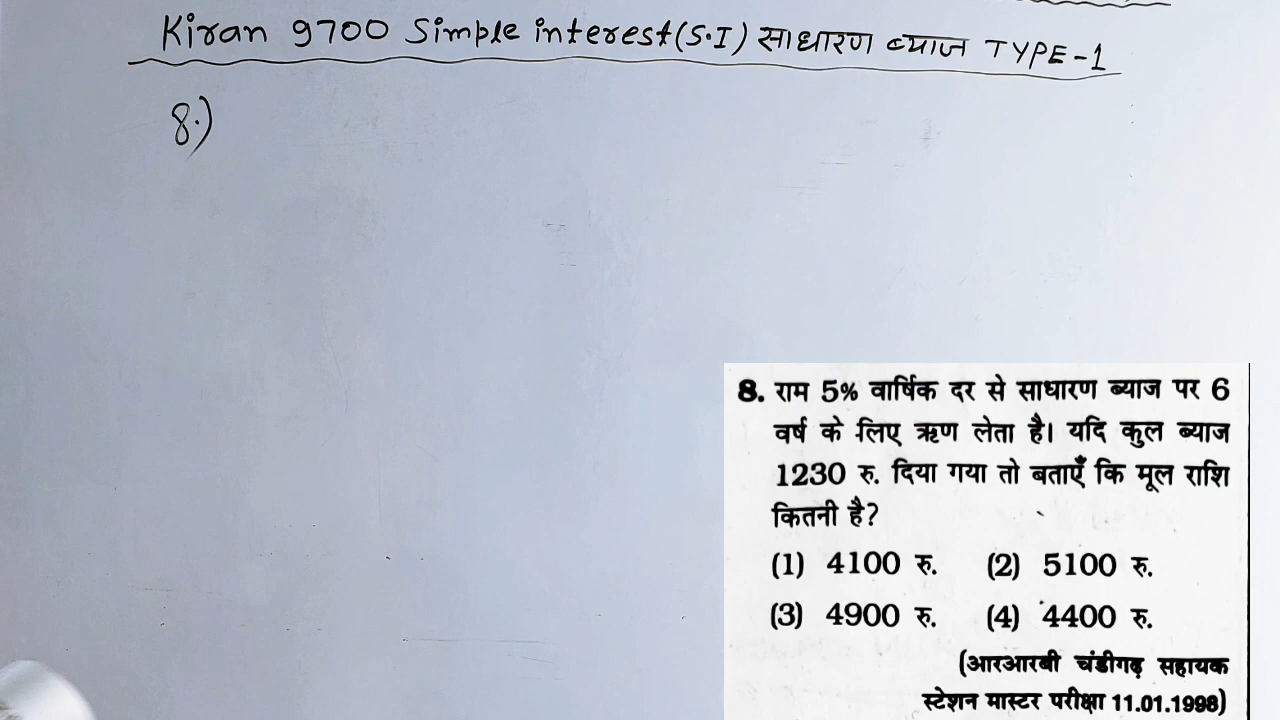 Kiran 9700 Simple interest(S.I) साधारण ब्याज TYPE-1
8.)
8. राम 5% वार्षिक दर से साधारण ब्याज पर 6
वर्ष के लिए ऋण लेता है। यदि कुल ब्याज
1230 रु. दिया गया तो बताएँ कि मूल राशि
कितनी है?
(1) 4100 रु. (2) 5100 रु.
(3) 4900 रु. (4) 4400 रु.
(आरआरबी चंडीगढ़ सहायक
स्टेशन मास्टर परीक्षा 11.01.1998)